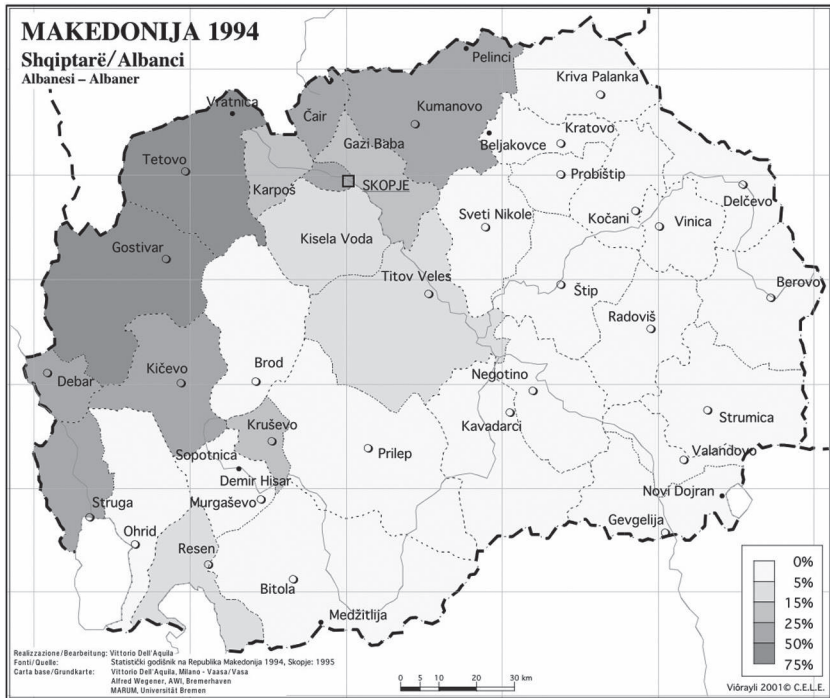 MAKEDONIJA 1994
Shqiptarë/Albanci
Albanesi – Albaner
Pelinci
Kriva Palanka
Vratnica
Čair
Kumanovo
Kratovo
Gazi Baba
Beljakovce
Tetovo
Karpoš
SKOPJE
Probištip
Delčevo
Sveti Nikole
Kočani
Vinica
Kisela Voda
Gostivar
Titov Veles
Štip
Berovo
Radoviš
Debar
Kičevo
Brod
Negotino
Kruševo
Kavadarci
Strumica
Sopotnica
Prilep
Valandovo
Demir Hisar
Novi Dojran
Struga
Murgaševo
Gevgelija
Ohrid
Resen
Bitola
Medžitlija
0%
5%
15%
25%
50%
75%
Realizzazione/Bearbeitung: Vittorio Dell'Aquila
Fonti/Quelle: Statistički godišnik na Republika Makedonija 1994, Skopje: 1995
Carta base/Grundkarte: Vittorio Dell'Aquila, Milano - Vaasa/Vasa
Alfred Wegener, AWI, Bremerhaven
MARUM, Universität Bremen
0 5 10 20 30 km
Viôrayli 2001© C.E.L.E.